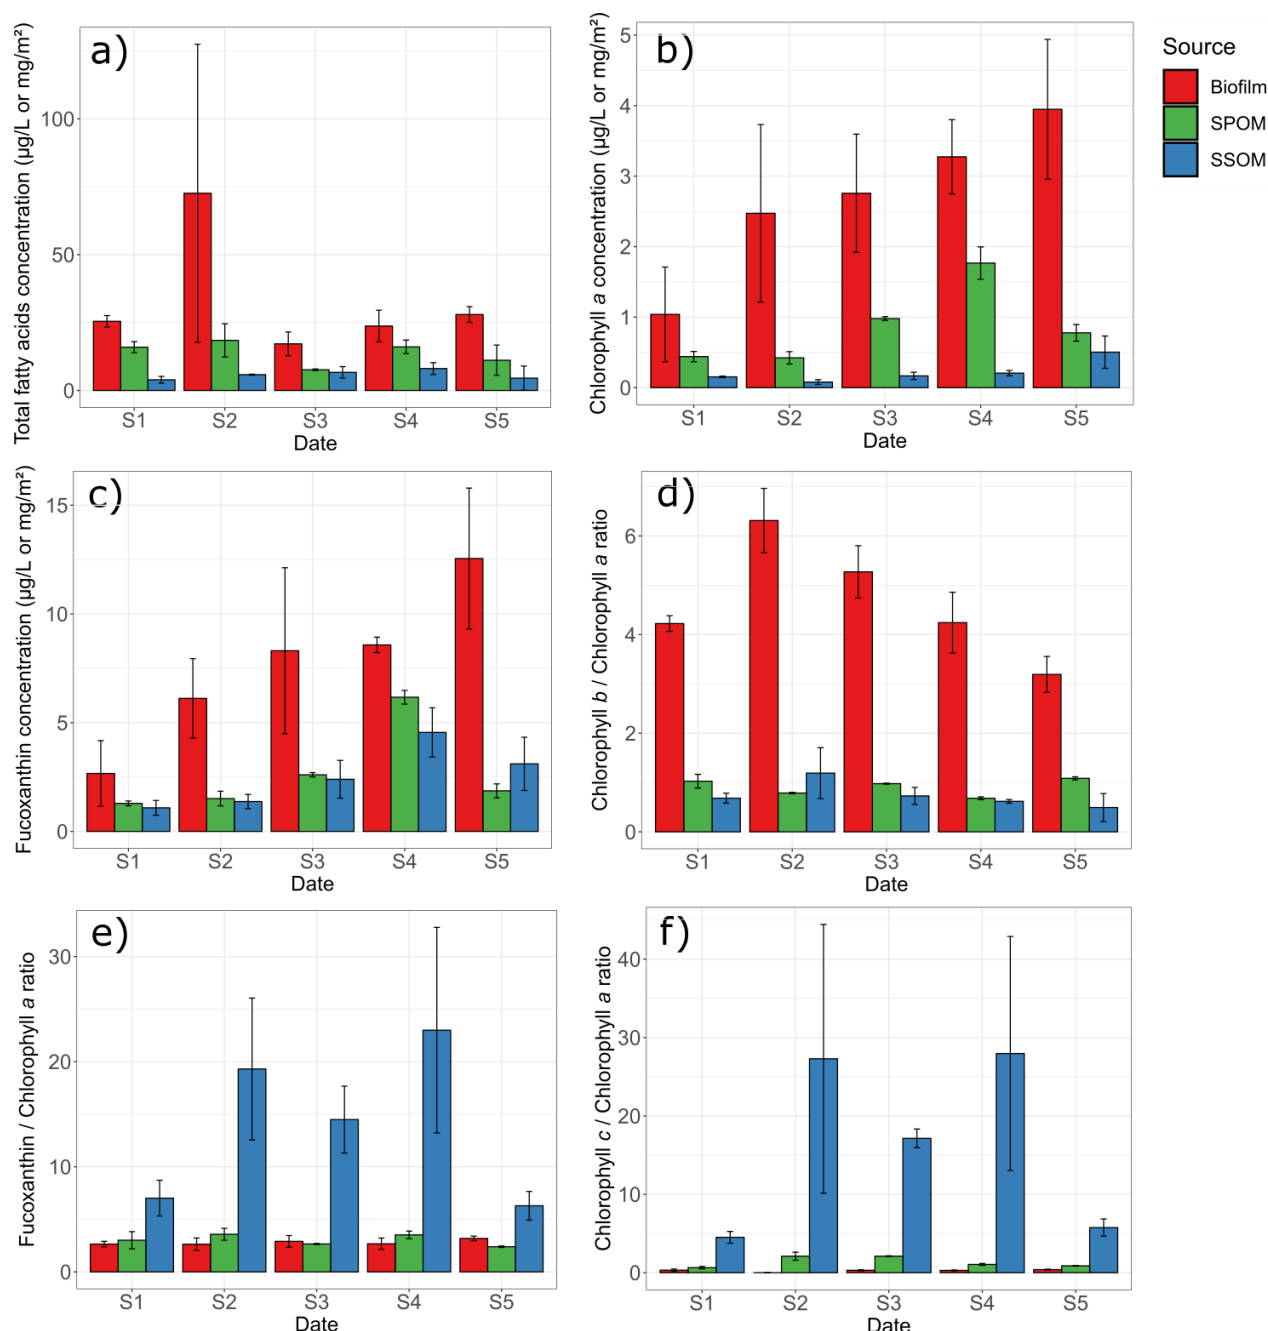 a)
Total fatty acids concentration (µg/L or mg/m²)
100
50
0
S1 S2 S3 S4 S5
Date
b)
Chlorophyll a concentration (µg/L or mg/m²)
5
4
3
2
1
0
S1 S2 S3 S4 S5
Date
Source
Biofilm
SPOM
SSOM
c)
Fucoxanthin concentration (µg/L or mg/m²)
15
10
5
0
S1 S2 S3 S4 S5
Date
d)
Chlorophyll b / Chlorophyll a ratio
6
4
2
0
S1 S2 S3 S4 S5
Date
e)
Fucoxanthin / Chlorophyll a ratio
30
20
10
0
S1 S2 S3 S4 S5
Date
f)
Chlorophyll c / Chlorophyll a ratio
40
30
20
10
0
S1 S2 S3 S4 S5
Date